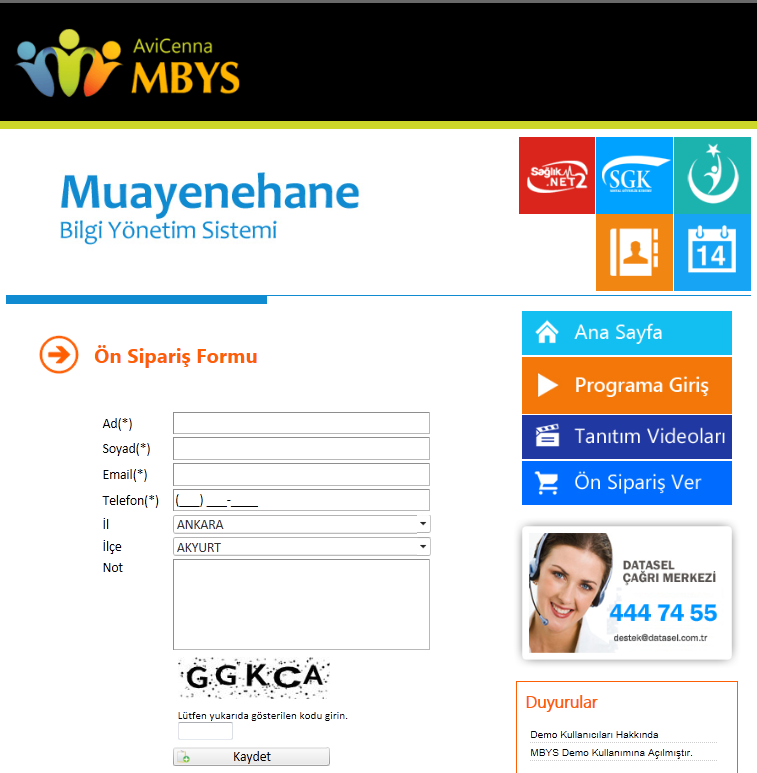 AviCenna
MBYS
Muayenehane
Bilgi Yönetim Sistemi
Sağlık
.NET2
SGK
14
Ön Sipariş Formu
Ad(*)
Soyad(*)
Email(*)
Telefon(*)
(___) ___-____
İl
ANKARA
İlçe
AKYURT
Not
GGKCA
Lütfen yukarıda gösterilen kodu girin.
Kaydet
Ana Sayfa
Programa Giriş
Tanıtım Videoları
Ön Sipariş Ver
DATASEL
ÇAĞRI MERKEZİ
444 74 55
destek@datasel.com.tr
Duyurular
Demo Kullanıcıları Hakkında
MBYS Demo Kullanımına Açılmıştır.